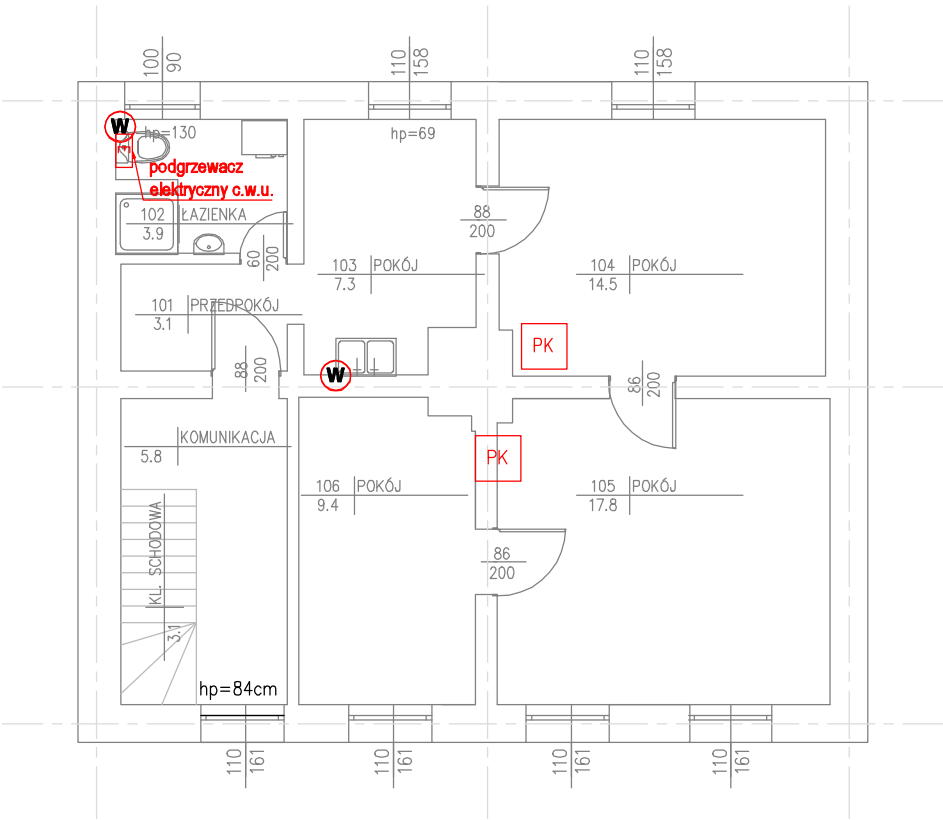 100
90
110
158
110
158
W
hp=130
hp=69
podgrzewacz
elektryczny c.w.u.
102 ŁAZIENKA
3.9
88
200
60
200
103 POKÓJ
7.3
104 POKÓJ
14.5
101 PRZEDPOKÓJ
3.1
PK
88
200
W
86
200
KOMUNIKACJA
5.8
PK
106 POKÓJ
9.4
105 POKÓJ
17.8
KL. SCHODOWA
3.1
86
200
hp=84cm
110
161
110
161
110
161
110
161